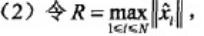 (2) 令 R = max_{1≤i≤N} ‖x̂_i‖,